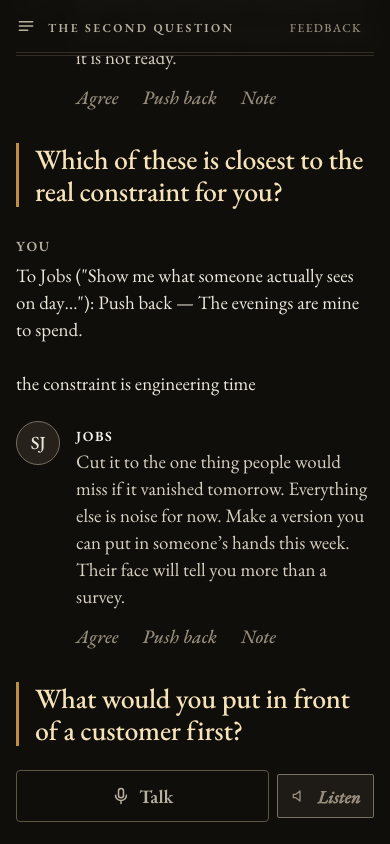 THE SECOND QUESTION
FEEDBACK
it is not ready.
Agree Push back Note
Which of these is closest to the
real constraint for you?
YOU
To Jobs ("Show me what someone actually sees
on day…"): Push back — The evenings are mine
to spend.
the constraint is engineering time
SJ
JOBS
Cut it to the one thing people would
miss if it vanished tomorrow. Everything
else is noise for now. Make a version you
can put in someone’s hands this week.
Their face will tell you more than a
survey.
Agree Push back Note
What would you put in front
of a customer first?
Talk
Listen